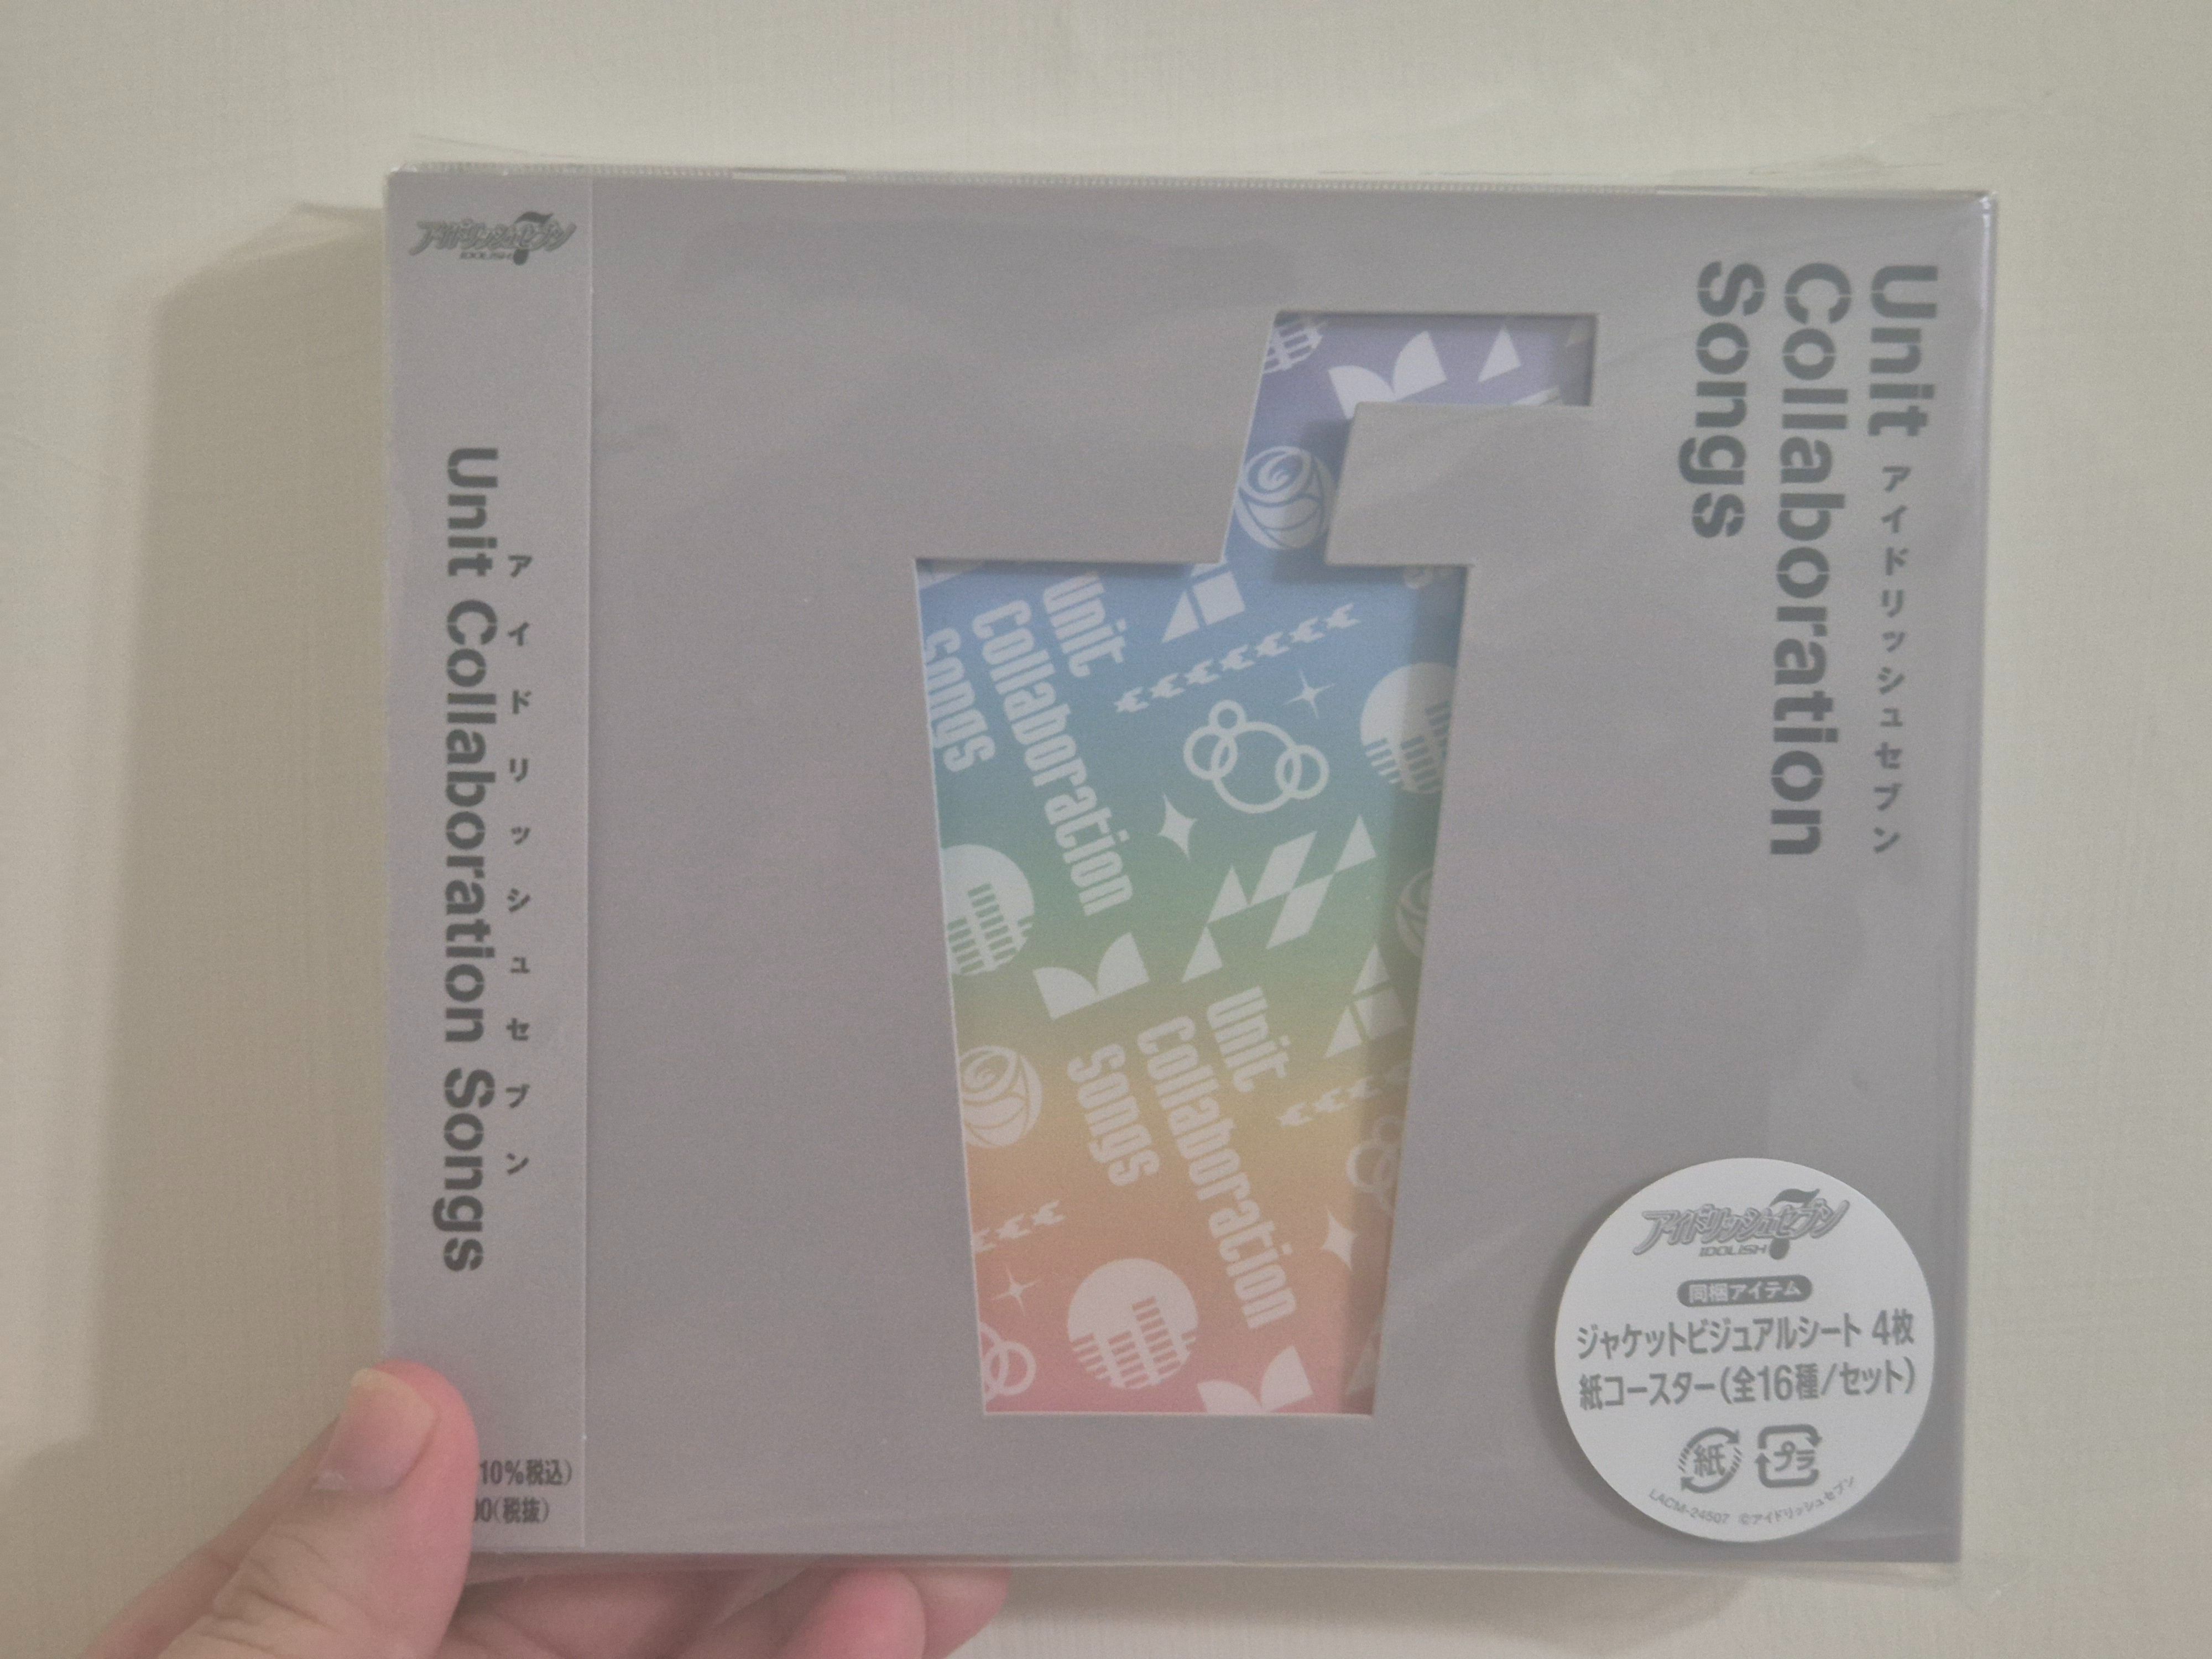 アイドリッシュセブン
IDOLISH7
アイドリッシュセブン
Unit Collaboration Songs
10%税込)
00(税抜)
Unit アイドリッシュセブン
Collaboration
Songs
Unit
Collaboration
Songs
Unit
Collaboration
Songs
アイドリッシュセブン
IDOLISH7
同梱アイテム
ジャケットビジュアルシート 4枚
紙コースター(全16種/セット)
紙 プラ
LACM-24507 ©アイドリッシュセブン